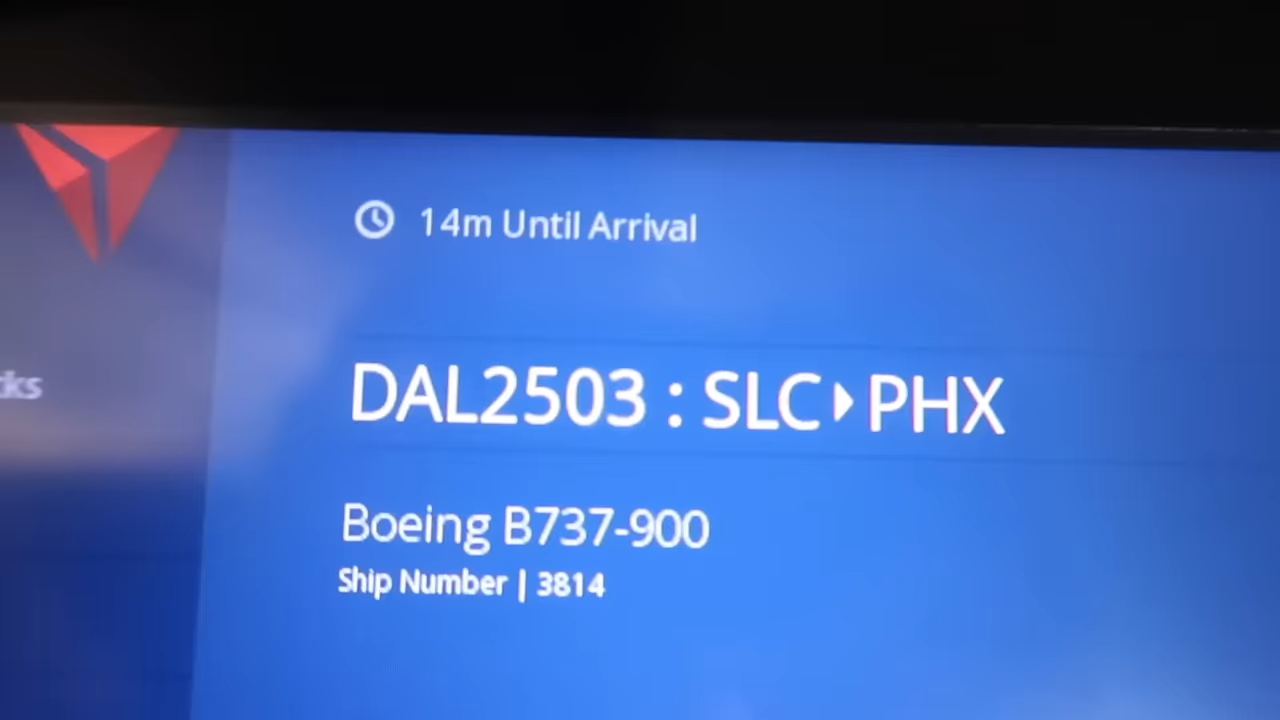 14m Until Arrival
DAL2503 : SLC▸PHX
Boeing B737-900
Ship Number | 3814